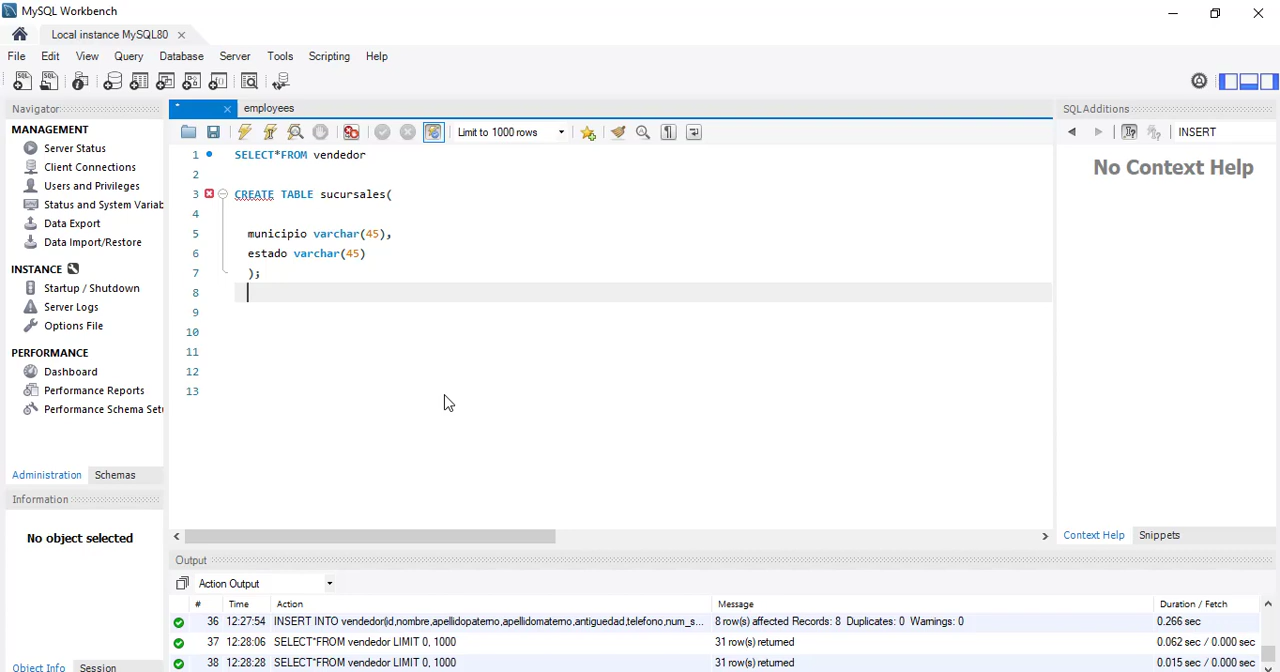 MySQL Workbench
Local instance MySQL80
File Edit View Query Database Server Tools Scripting Help
Navigator
employees
SQLAdditions
MANAGEMENT
Server Status
Client Connections
Users and Privileges
Status and System Variab
Data Export
Data Import/Restore
INSTANCE
Startup / Shutdown
Server Logs
Options File
PERFORMANCE
Dashboard
Performance Reports
Performance Schema Setu
Administration Schemas
Information
No object selected
Object Info Session
Limit to 1000 rows
1 SELECT*FROM vendedor
2
3 CREATE TABLE sucursales(
4
5 municipio varchar(45),
6 estado varchar(45)
7 );
8
9
10
11
12
13
INSERT
No Context Help
Context Help Snippets
Output
Action Output
# Time Action Message Duration / Fetch
36 12:27:54 INSERT INTO vendedor(id,nombre,apellidopaterno,apellidomaterno,antiguedad,telefono,num_s... 8 row(s) affected Records: 8 Duplicates: 0 Warnings: 0 0.266 sec
37 12:28:06 SELECT*FROM vendedor LIMIT 0, 1000 31 row(s) returned 0.062 sec / 0.000 sec
38 12:28:28 SELECT*FROM vendedor LIMIT 0, 1000 31 row(s) returned 0.015 sec / 0.000 sec